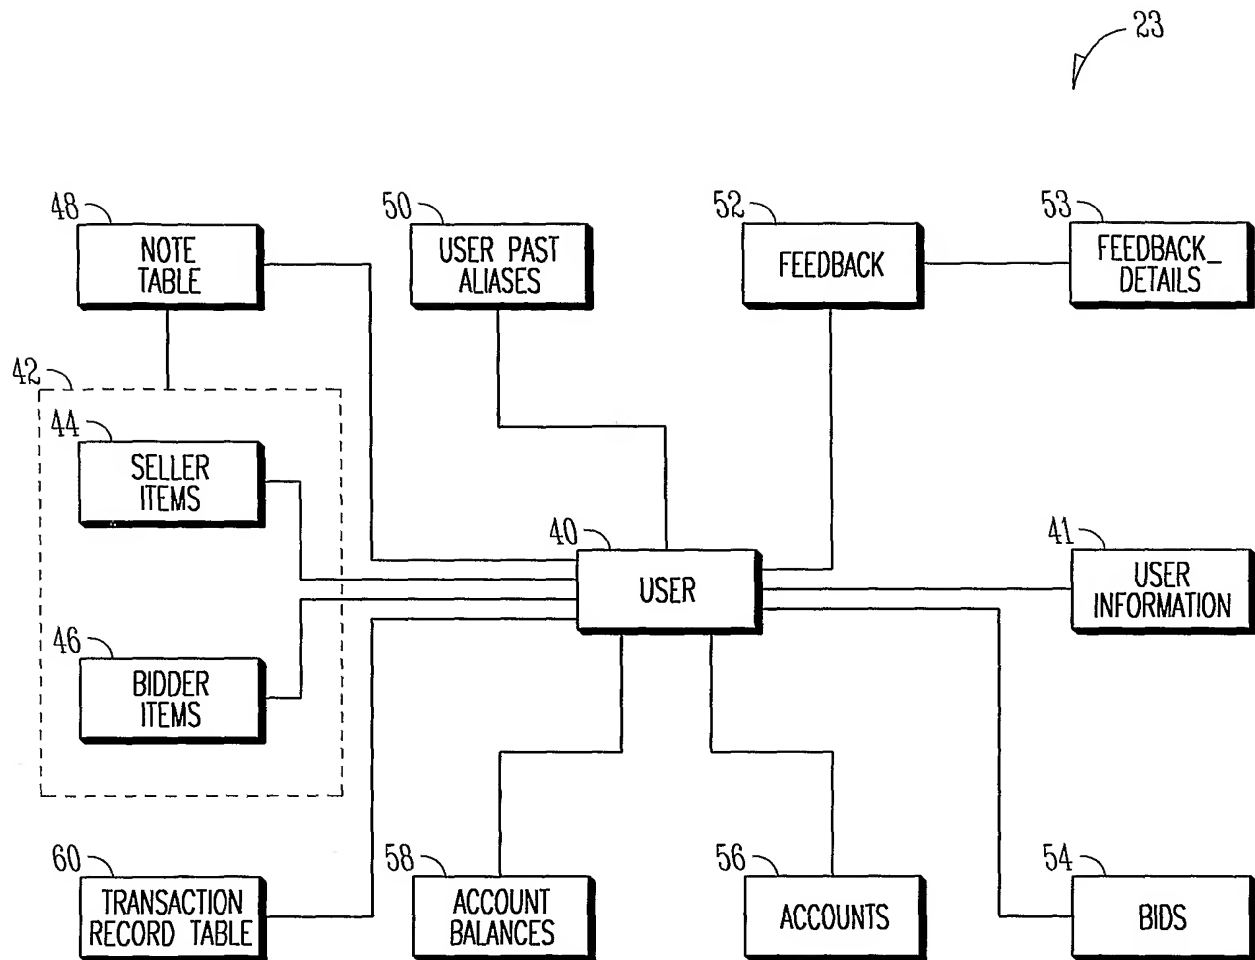 23
48
NOTE
TABLE
50
USER PAST
ALIASES
52
FEEDBACK
53
FEEDBACK_
DETAILS
42
44
SELLER
ITEMS
40
USER
41
USER
INFORMATION
46
BIDDER
ITEMS
60
TRANSACTION
RECORD TABLE
58
ACCOUNT
BALANCES
56
ACCOUNTS
54
BIDS